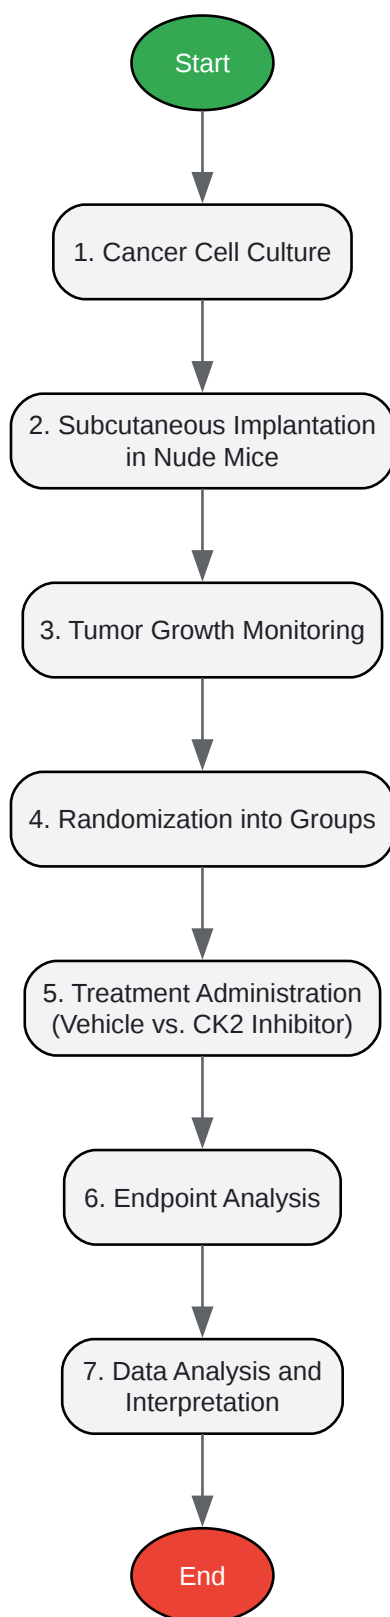 Start
1. Cancer Cell Culture
2. Subcutaneous Implantation
in Nude Mice
3. Tumor Growth Monitoring
4. Randomization into Groups
5. Treatment Administration
(Vehicle vs. CK2 Inhibitor)
6. Endpoint Analysis
7. Data Analysis and
Interpretation
End